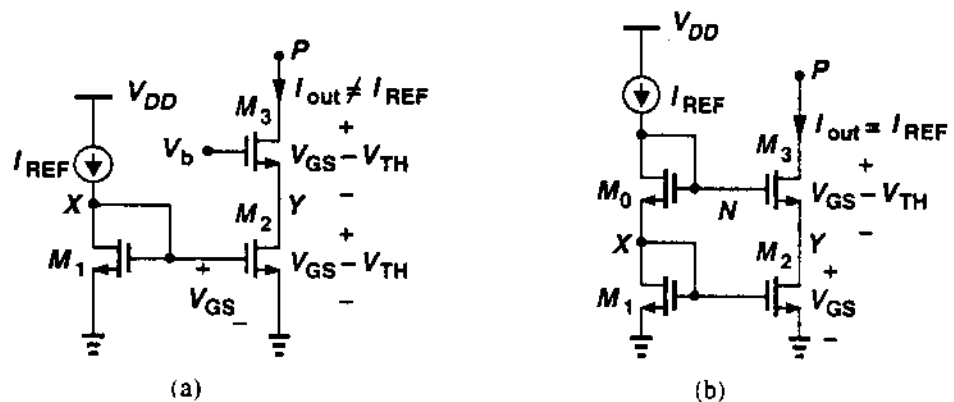 V_DD
I_REF
X
M_1
V_b
M_3
P
I_out ≠ I_REF
+
V_GS – V_TH
–
Y
M_2
+
V_GS – V_TH
–
+
V_GS
–
(a)
V_DD
I_REF
M_0
X
M_1
N
P
I_out = I_REF
M_3
+
V_GS – V_TH
–
Y
M_2
+
V_GS
–
(b)